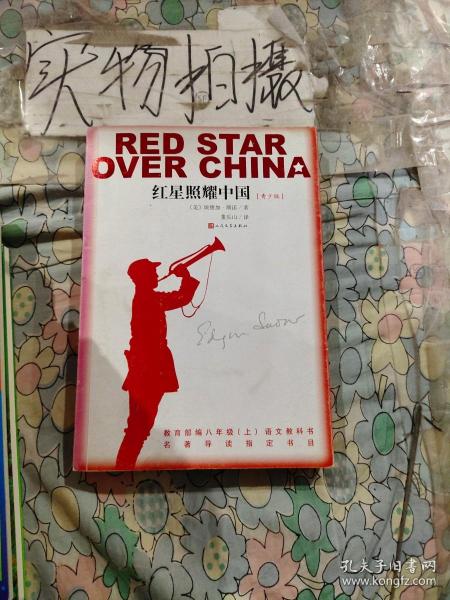 实物拍摄
RED STAR
OVER CHINA
红星照耀中国 [青少版]
(美)埃德加·斯诺/著
董乐山/译
人民文学出版社
Edgar Snow
教育部编八年级(上)语文教科书
名著导读指定书目
孔夫子旧书网
www.kongfz.com